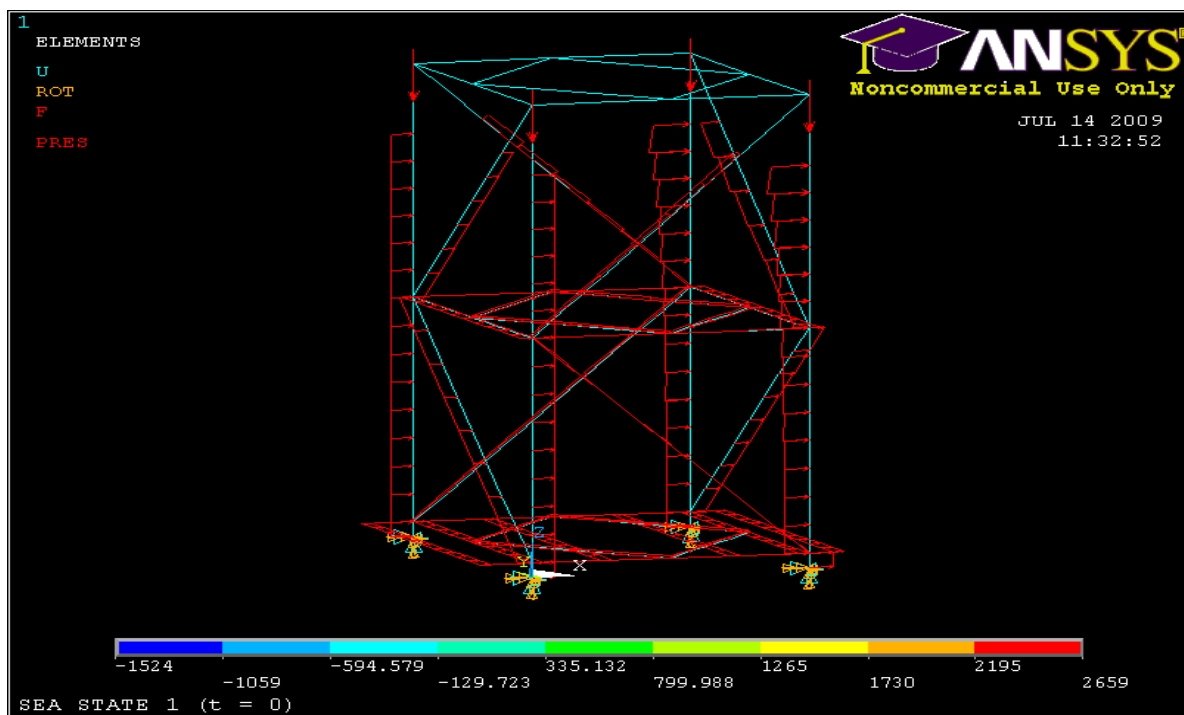 1
ELEMENTS
U
ROT
F
PRES
ANSYS
Noncommercial Use Only
JUL 14 2009
11:32:52
Z
Y
X
-1524
-594.579
335.132
1265
2195
-1059
-129.723
799.988
1730
2659
SEA STATE 1 (t = 0)